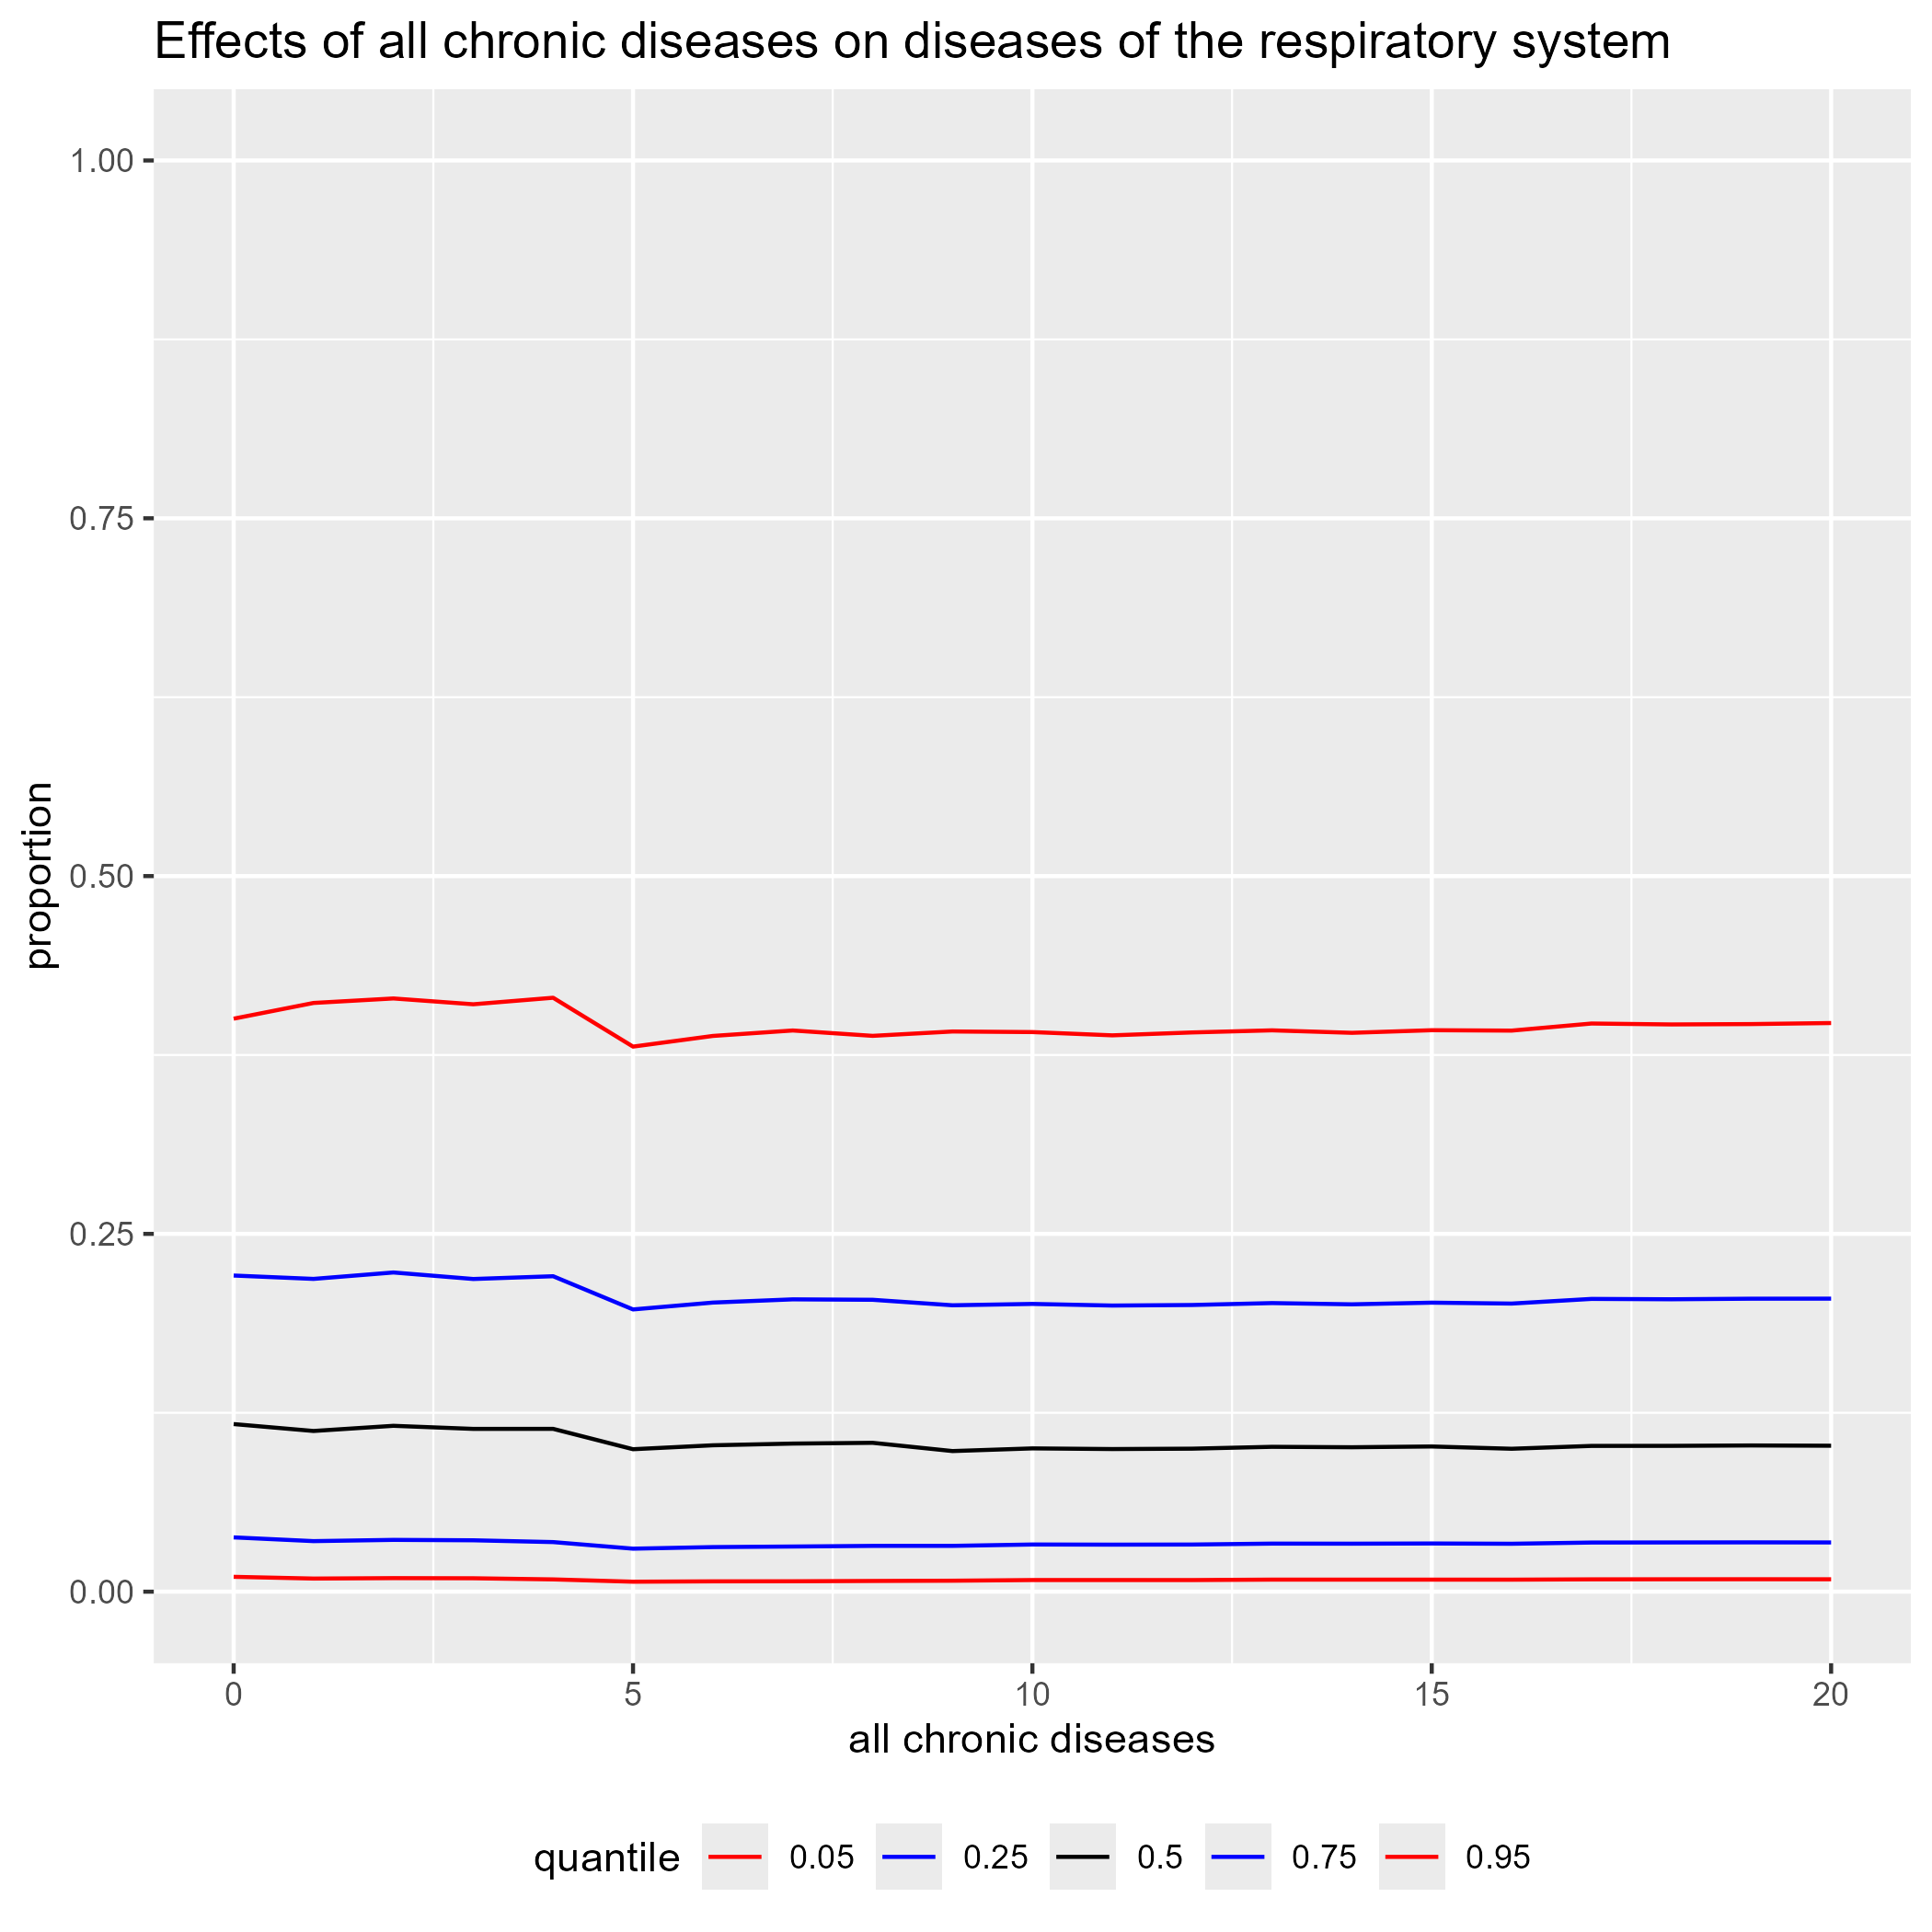 Effects of all chronic diseases on diseases of the respiratory system
proportion
1.00
0.75
0.50
0.25
0.00
0 5 10 15 20
all chronic diseases
quantile 0.05 0.25 0.5 0.75 0.95